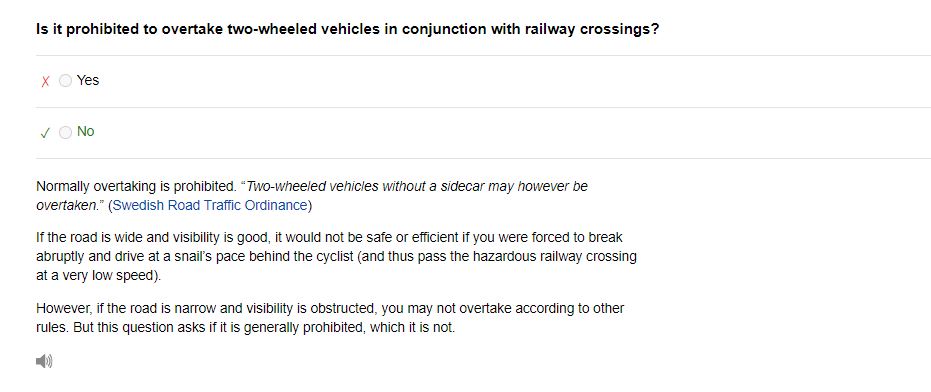 Is it prohibited to overtake two-wheeled vehicles in conjunction with railway crossings?
Yes
No
Normally overtaking is prohibited. “Two-wheeled vehicles without a sidecar may however be
overtaken.” (Swedish Road Traffic Ordinance)
If the road is wide and visibility is good, it would not be safe or efficient if you were forced to break
abruptly and drive at a snail's pace behind the cyclist (and thus pass the hazardous railway crossing
at a very low speed).
However, if the road is narrow and visibility is obstructed, you may not overtake according to other
rules. But this question asks if it is generally prohibited, which it is not.